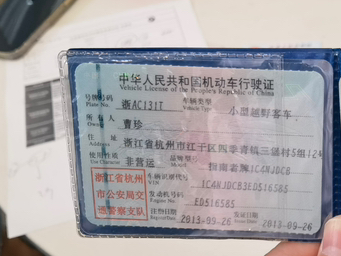 中华人民共和国机动车行驶证
Vehicle License of the People's Republic of China
号牌号码 浙AC131T 车辆类型 小型越野客车
Plate No. Vehicle Type
所有人 曹珍
Owner
住址 浙江省杭州市江干区四季青镇三堡村5组12号
Address
使用性质 非营运 品牌型号 指南者牌1C4NJDCB
Use Character Model
浙江省杭州 车辆识别代号 1C4NJDCB3ED516585
市公安局交 VIN
通警察支队 发动机号码 ED516585
Engine No.
注册日期 2013-09-26 发证日期 2013-09-26
Register Date Issue Date